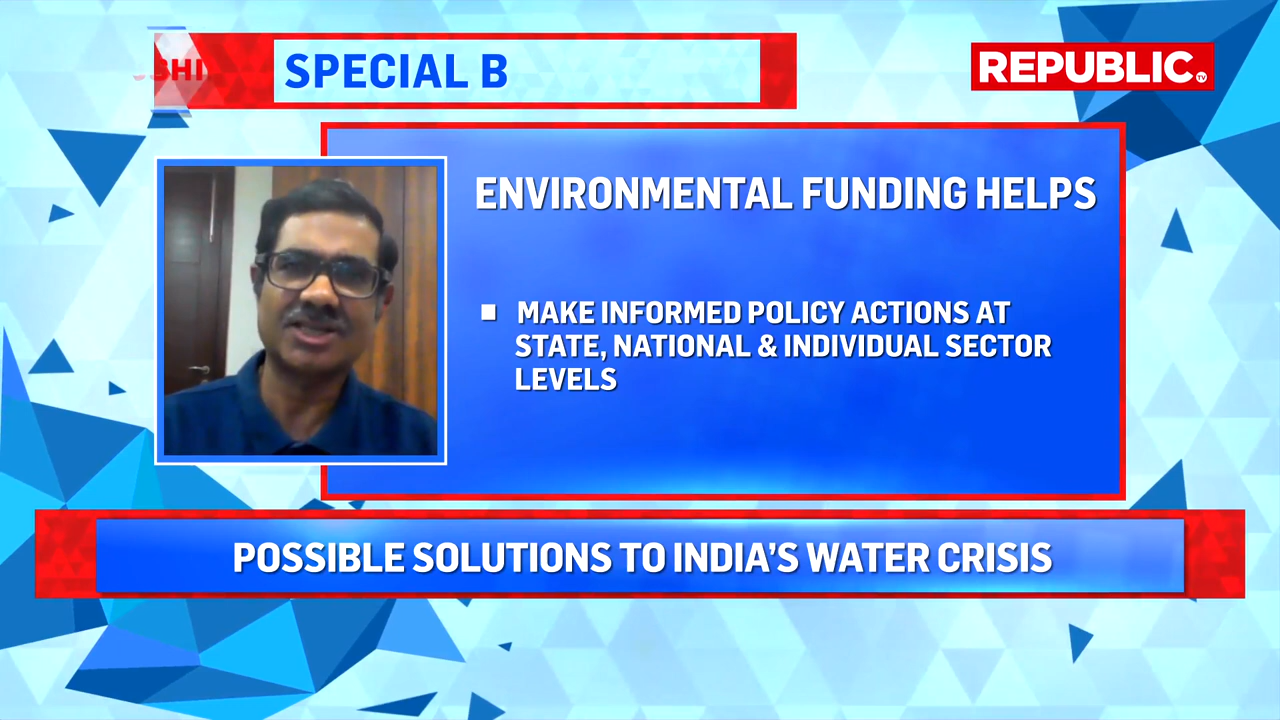 SPECIAL B
REPUBLIC.
TV
ENVIRONMENTAL FUNDING HELPS
MAKE INFORMED POLICY ACTIONS AT
STATE, NATIONAL & INDIVIDUAL SECTOR
LEVELS
POSSIBLE SOLUTIONS TO INDIA’S WATER CRISIS